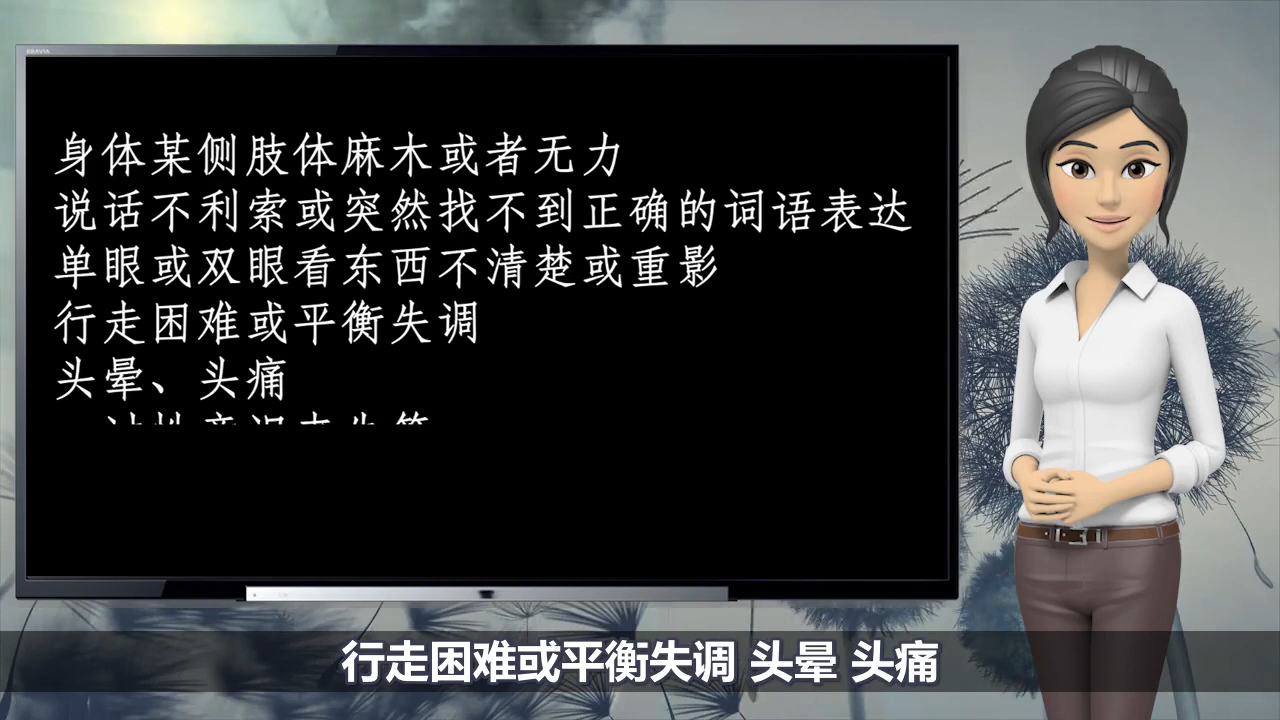 BRAVIA
身体某侧肢体麻木或者无力
说话不利索或突然找不到正确的词语表达
单眼或双眼看东西不清楚或重影
行走困难或平衡失调
头晕、头痛
行走困难或平衡失调 头晕 头痛